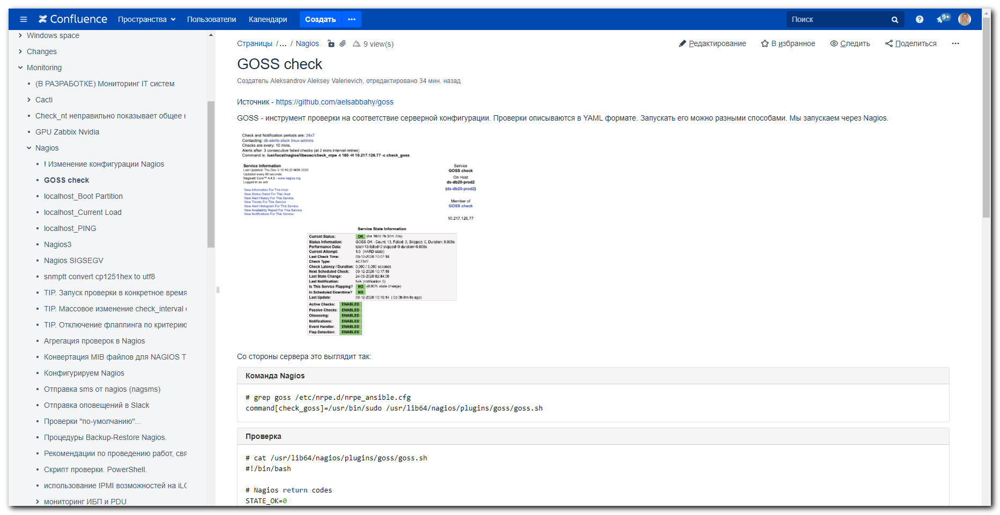 Confluence Пространства Пользователи Календари Создать ••• Поиск 9+
Windows space
Changes
Monitoring
(В РАЗРАБОТКЕ) Мониторинг IT систем
Cacti
Check_nt неправильно показывает общее
GPU Zabbix Nvidia
Nagios
! Изменение конфигурации Nagios
GOSS check
localhost_Boot Partition
localhost_Current Load
localhost_PING
Nagios3
Nagios SIGSEGV
snmptt convert cp1251hex to utf8
TIP. Запуск проверки в конкретное время
TIP. Массовое изменение check_interval
TIP. Отключение флаппинга по критерию
Агрегация проверок в Nagios
Конвертация MIB файлов для NAGIOS T
Конфигурируем Nagios
Отправка sms от nagios (nagsms)
Отправка оповещений в Slack
Проверки "по-умолчанию"...
Процедуры Backup-Restore Nagios.
Рекомендации по проведению работ, свя
Скрипт проверки. PowerShell.
использование IPMI возможностей на iLO
мониторинг ИБП и PDU
Страницы /... / Nagios 9 view(s) Редактирование В избранное Следить Поделиться •••
GOSS check
Создатель Aleksandrov Aleksey Valerievich, отредактировано 34 мин. назад
Источник - https://github.com/aelsabbahy/goss
GOSS - инструмент проверки на соответствие серверной конфигурации. Проверки описываются в YAML формате. Запускать его можно разными способами. Мы запускаем через Nagios.
Check and Notification periods are: 24x7
Contacting: db-alerts-slack linux-admins
Checks are every: 10 mins.
Alerts after: 3 consecutive failed checks (at 2 mins interval retries)
Command is: /usr/local/nagios/libexec/check_nrpe -t 180 -H 10.217.126.77 -c check_goss
Service Information
Last Updated: Thu Dec 3 10:16:22 MSK 2020
Updated every 90 seconds
Nagios® Core™ 4.4.5 - www.nagios.org
Logged in as avk
View Information For This Host
View Status Detail For This Host
View Alert History For This Service
View Trends For This Service
View Alert Histogram For This Service
View Availability Report For This Service
View Notifications For This Service
Service
GOSS check
On Host
ds-db20-prod2
(ds-db20-prod2)
Member of
GOSS check
10.217.126.77
Service State Information
Current Status: OK (for 162d 7h 32m 22s)
Status Information: GOSS OK - Count: 13, Failed: 0, Skipped: 0, Duration: 0.008s
Performance Data: total=13 failed=0 skipped=0 duration=0.008s
Current Attempt: 1/3 (HARD state)
Last Check Time: 03-12-2020 10:07:18
Check Type: ACTIVE
Check Latency / Duration: 0,000 / 0,000 seconds
Next Scheduled Check: 03-12-2020 10:17:18
Last State Change: 24-06-2020 02:44:00
Last Notification: N/A (notification 0)
Is This Service Flapping? NO (0,00% state change)
In Scheduled Downtime? NO
Last Update: 03-12-2020 10:16:14 ( 0d 0h 0m 8s ago)
Active Checks: ENABLED
Passive Checks: ENABLED
Obsessing: ENABLED
Notifications: ENABLED
Event Handler: ENABLED
Flap Detection: ENABLED
Со стороны сервера это выглядит так:
Команда Nagios
# grep goss /etc/nrpe.d/nrpe_ansible.cfg
command[check_goss]=/usr/bin/sudo /usr/lib64/nagios/plugins/goss/goss.sh
Проверка
# cat /usr/lib64/nagios/plugins/goss/goss.sh
#!/bin/bash
# Nagios return codes
STATE_OK=0